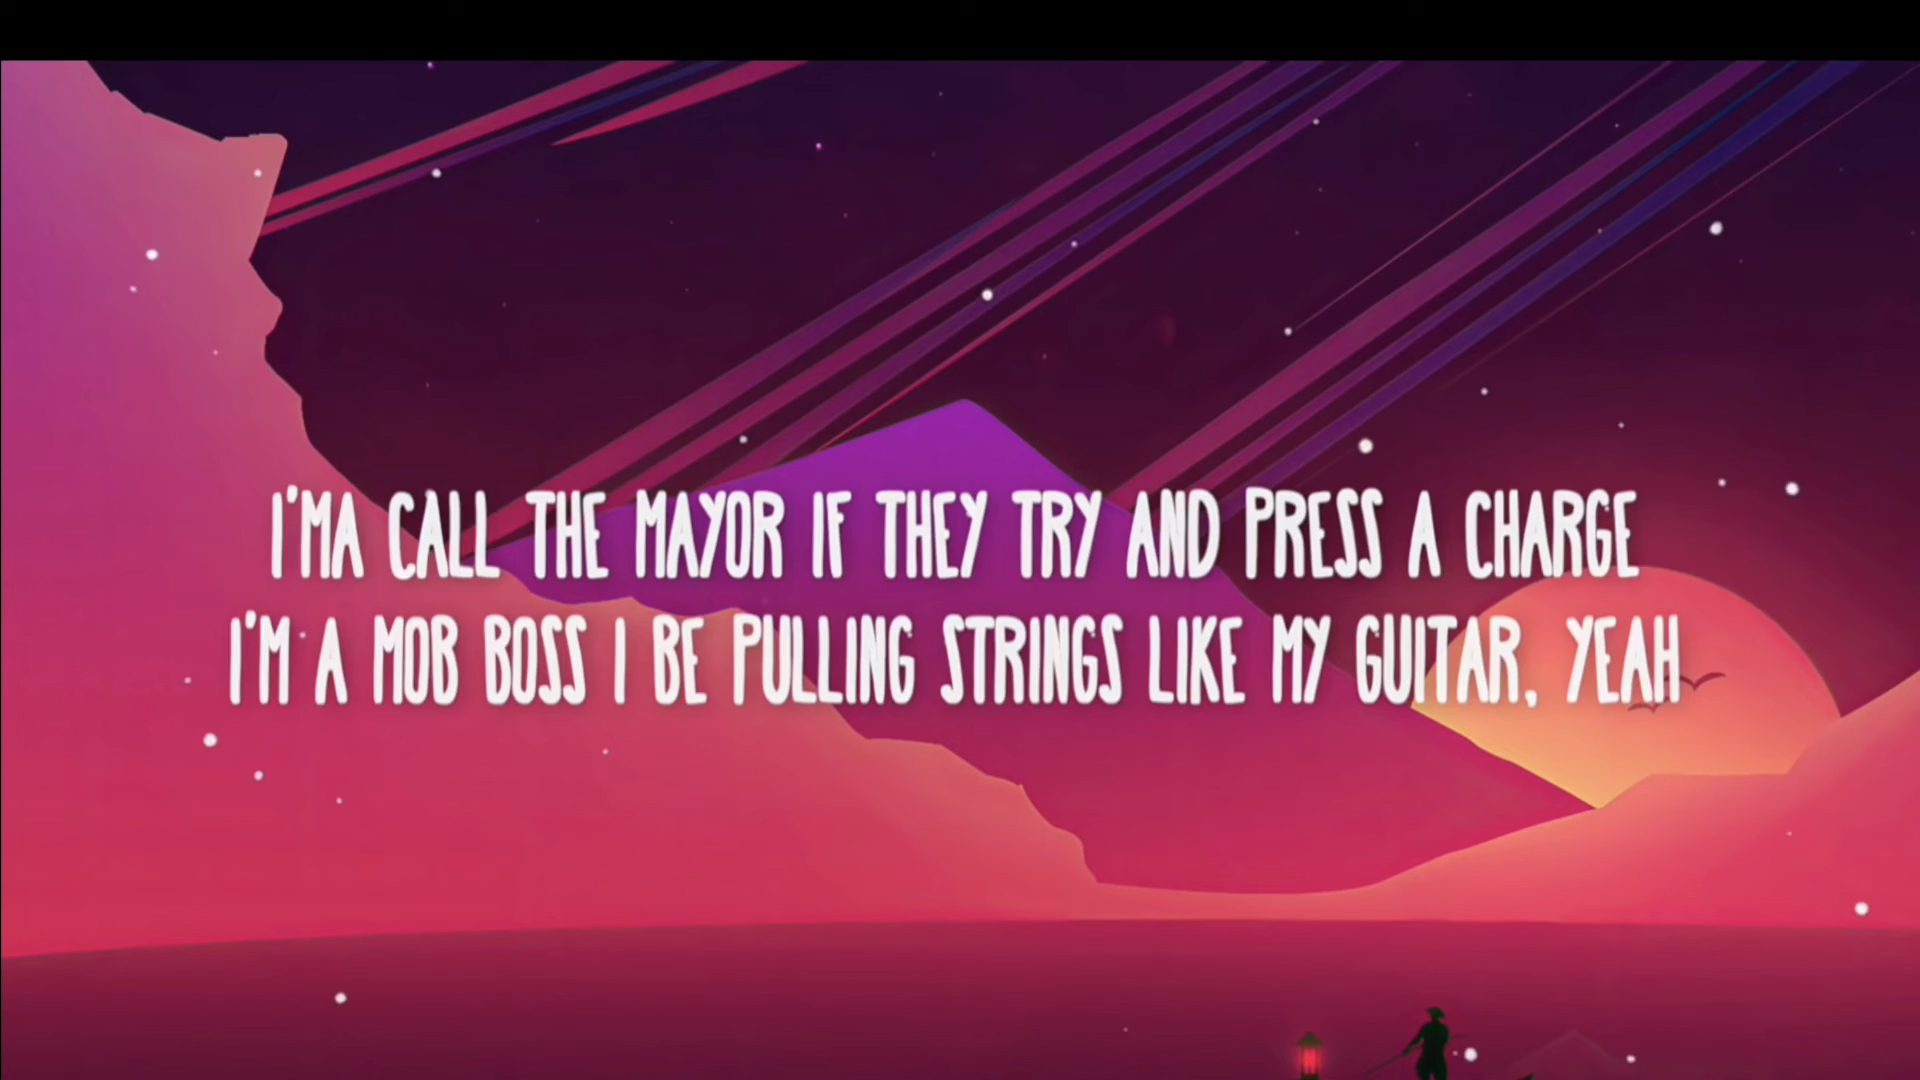 I'MA CALL THE MAYOR IF THEY TRY AND PRESS A CHARGE
I'M A MOB BOSS I BE PULLING STRINGS LIKE MY GUITAR, YEAH